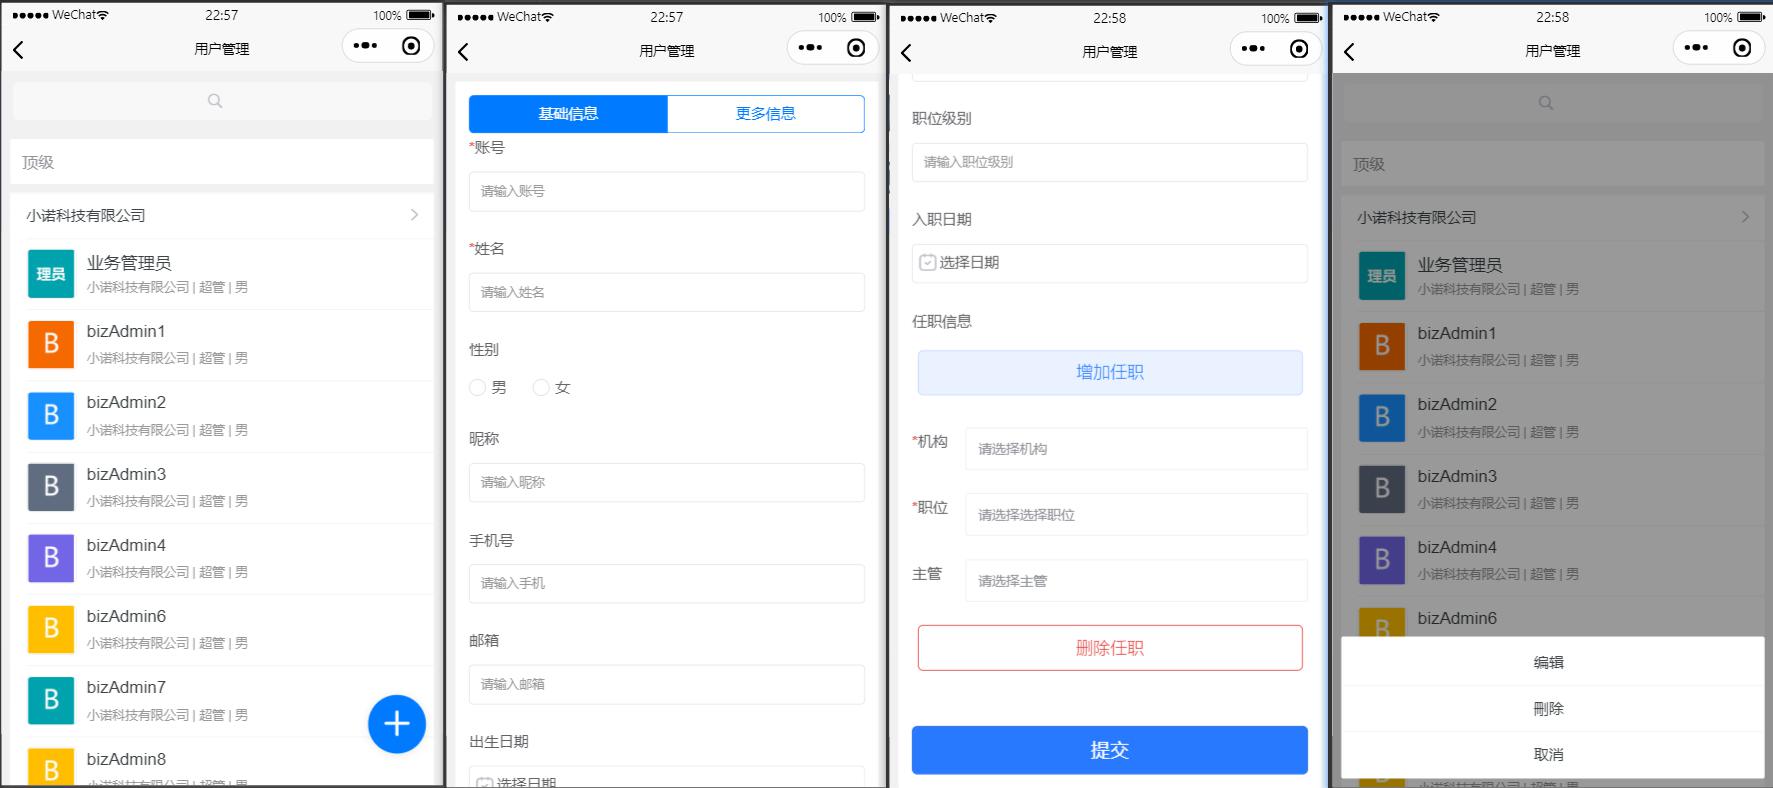 ●●●●● WeChat 22:57 100%
用户管理
顶级
小诺科技有限公司
理员
业务管理员
小诺科技有限公司 | 超管 | 男
B
bizAdmin1
小诺科技有限公司 | 超管 | 男
B
bizAdmin2
小诺科技有限公司 | 超管 | 男
B
bizAdmin3
小诺科技有限公司 | 超管 | 男
B
bizAdmin4
小诺科技有限公司 | 超管 | 男
B
bizAdmin6
小诺科技有限公司 | 超管 | 男
B
bizAdmin7
小诺科技有限公司 | 超管 | 男
B
bizAdmin8
小诺科技有限公司 | 超管 | 男
●●●●● WeChat 22:57 100%
用户管理
基础信息 更多信息
*账号
请输入账号
*姓名
请输入姓名
性别
男 女
昵称
请输入昵称
手机号
请输入手机
邮箱
请输入邮箱
出生日期
选择日期
●●●●● WeChat 22:58 100%
用户管理
职位级别
请输入职位级别
入职日期
选择日期
任职信息
增加任职
*机构 请选择机构
*职位 请选择选择职位
主管 请选择主管
删除任职
提交
●●●●● WeChat 22:58 100%
用户管理
顶级
小诺科技有限公司
理员
业务管理员
小诺科技有限公司 | 超管 | 男
B
bizAdmin1
小诺科技有限公司 | 超管 | 男
B
bizAdmin2
小诺科技有限公司 | 超管 | 男
B
bizAdmin3
小诺科技有限公司 | 超管 | 男
B
bizAdmin4
小诺科技有限公司 | 超管 | 男
B
bizAdmin6
编辑
刪除
取消